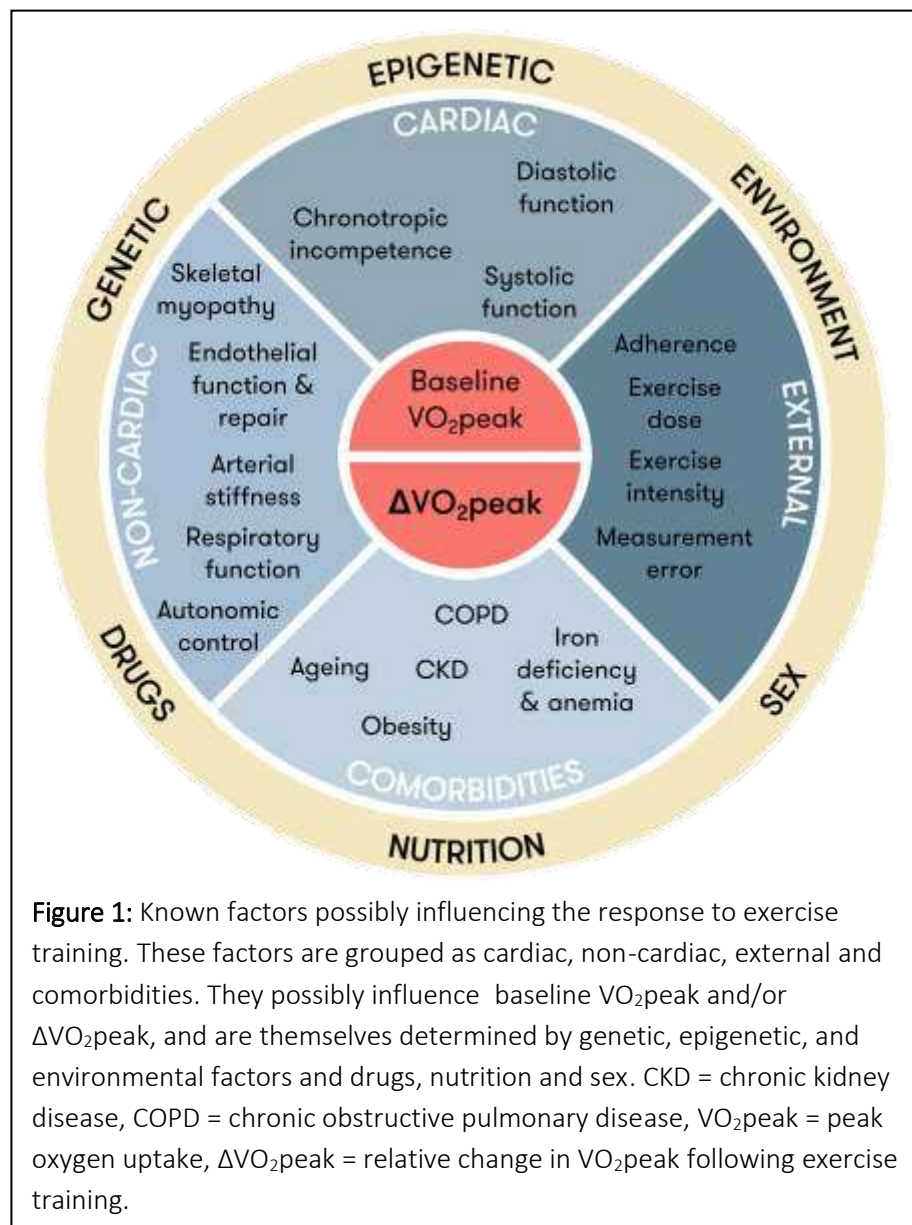 EPIGENETIC
CARDIAC
Diastolic
function
Chronotropic
incompetence
Systolic
function
ENVIRONMENT
GENETIC
Skeletal
myopathy
Endothelial
function &
repair
Arterial
stiffness
Respiratory
function
Autonomic
control
NON-CARDIAC
Baseline
VO₂peak
ΔVO₂peak
Adherence
Exercise
dose
Exercise
intensity
Measurement
error
EXTERNAL
COPD
Ageing
CKD
Iron
deficiency
& anemia
Obesity
COMORBIDITIES
DRUGS
SEX
NUTRITION
Figure 1: Known factors possibly influencing the response to exercise
training. These factors are grouped as cardiac, non-cardiac, external and
comorbidities. They possibly influence baseline VO₂peak and/or
ΔVO₂peak, and are themselves determined by genetic, epigenetic, and
environmental factors and drugs, nutrition and sex. CKD = chronic kidney
disease, COPD = chronic obstructive pulmonary disease, VO₂peak = peak
oxygen uptake, ΔVO₂peak = relative change in VO₂peak following exercise
training.